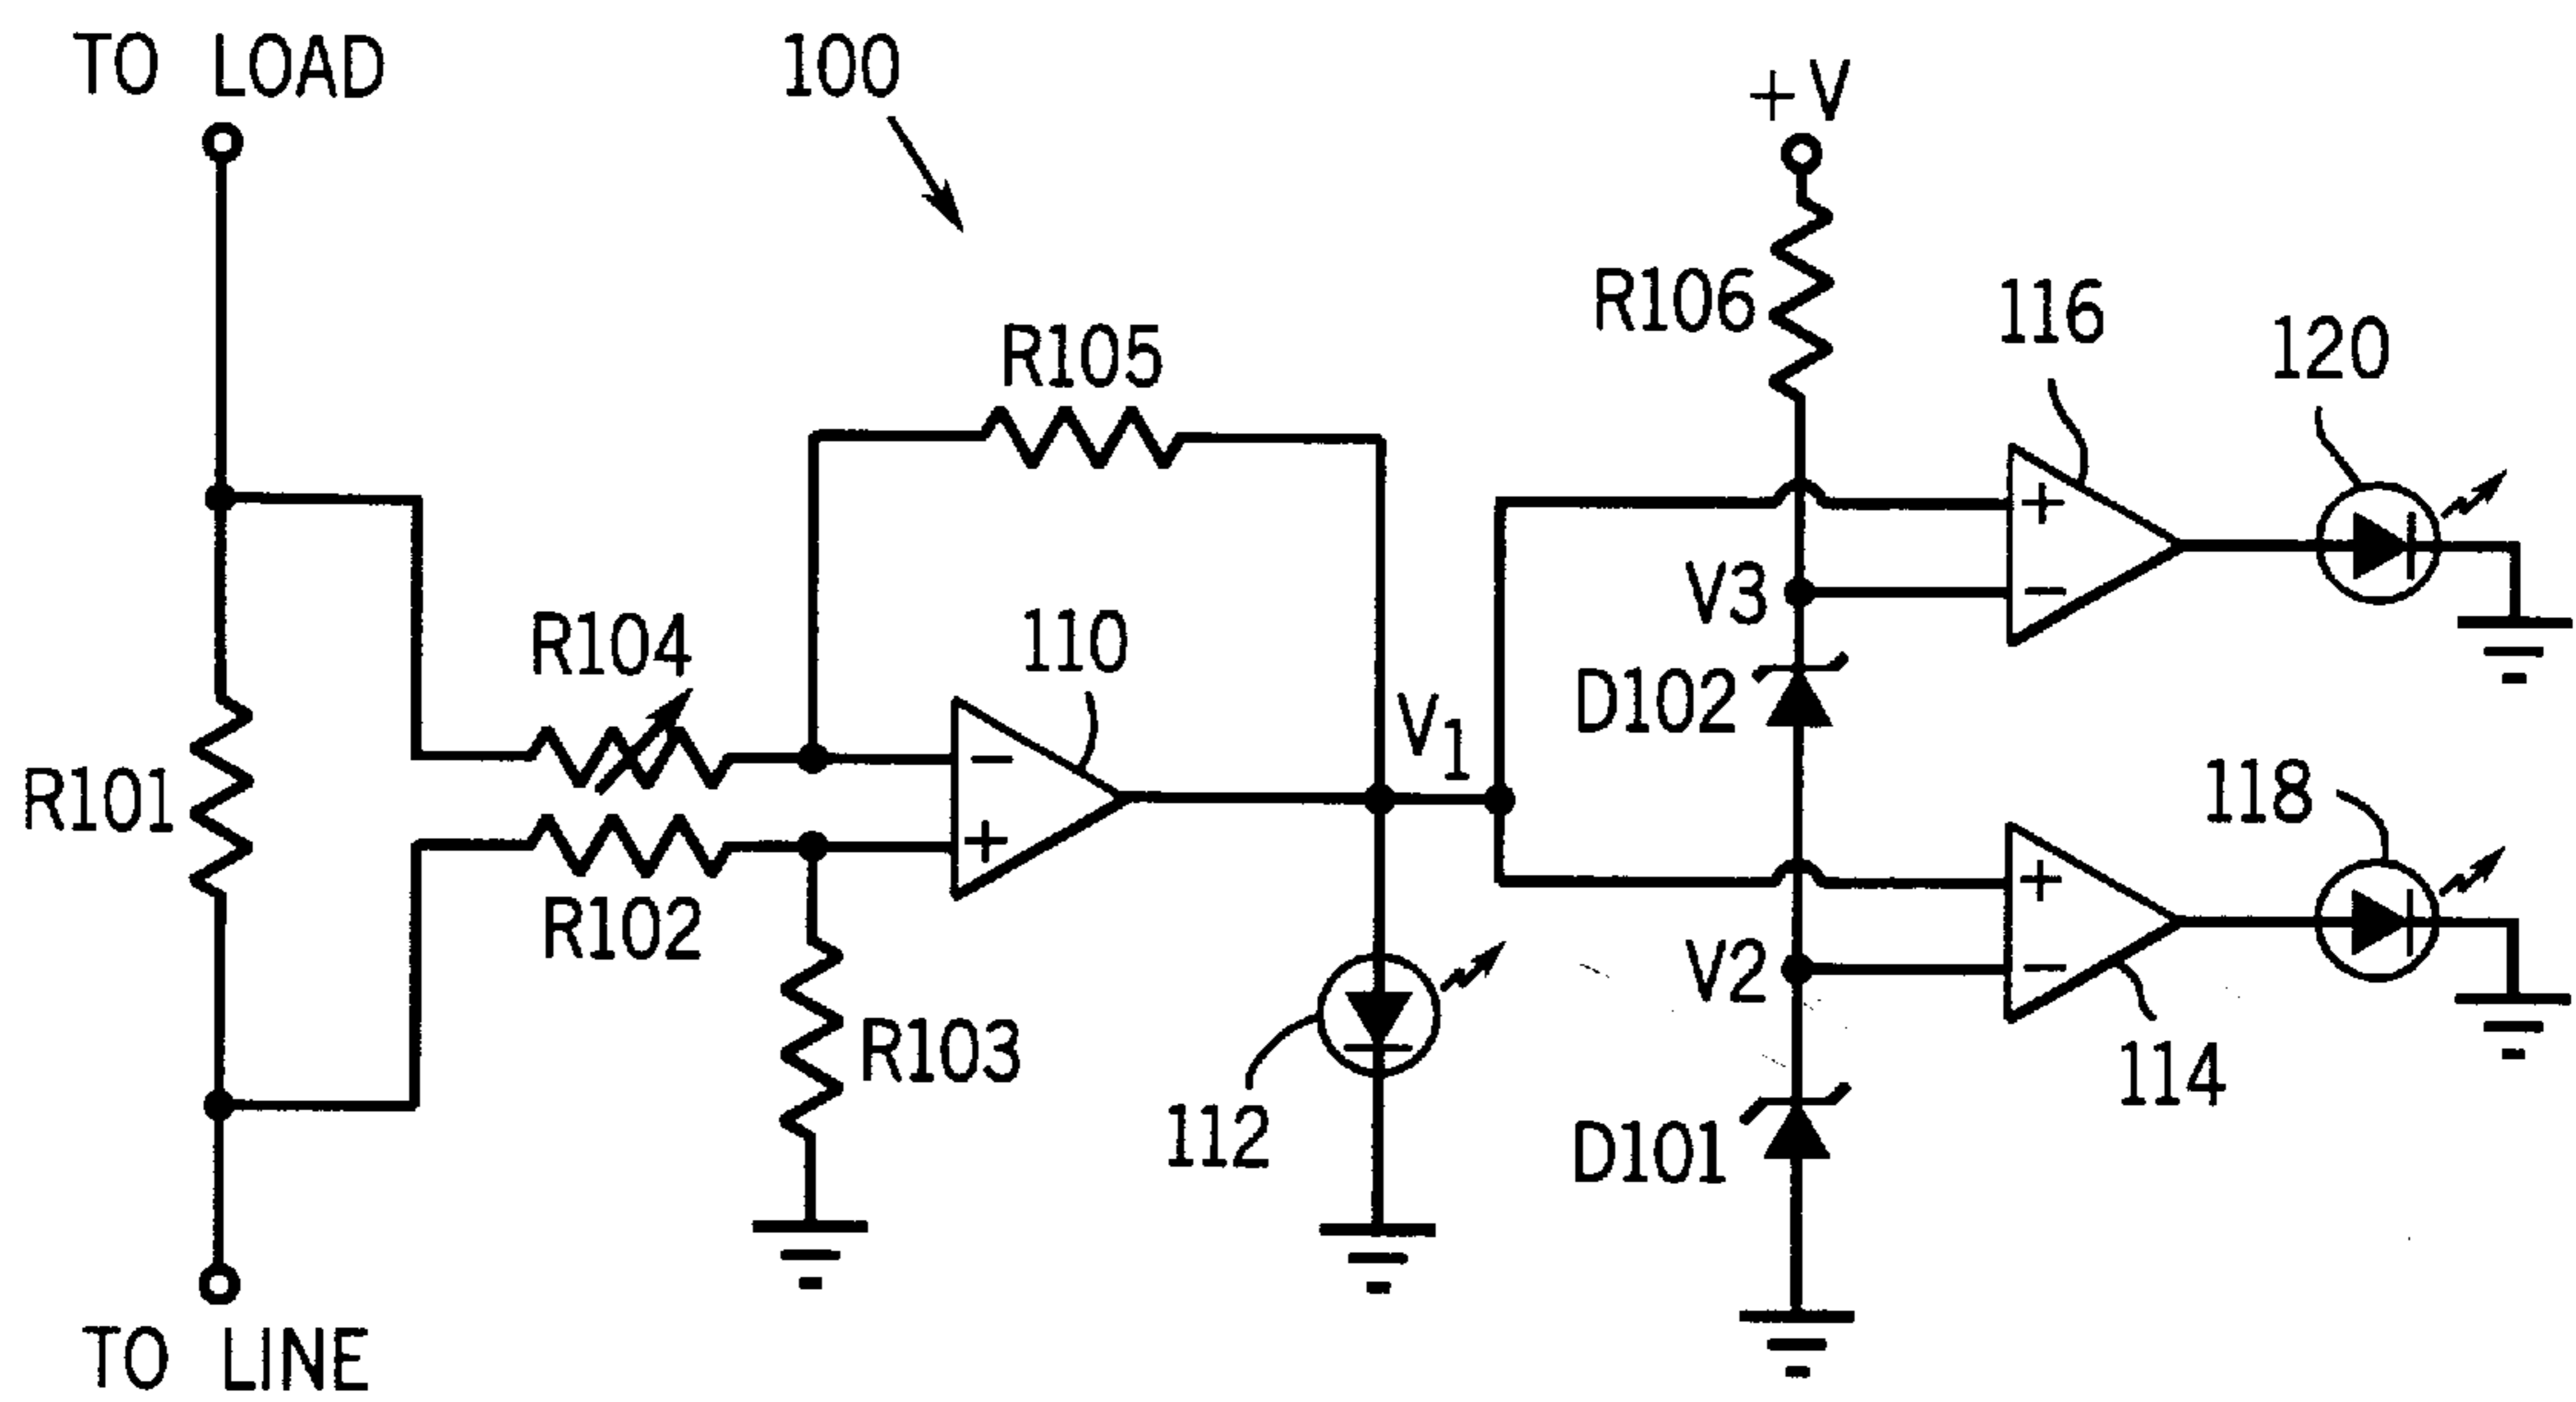 TO LOAD
100
+V
R106
116
120
R105
R104
110
V3
D102
V1
R101
118
R102
V2
R103
112
114
D101
TO LINE
+
−
+
−
−
+